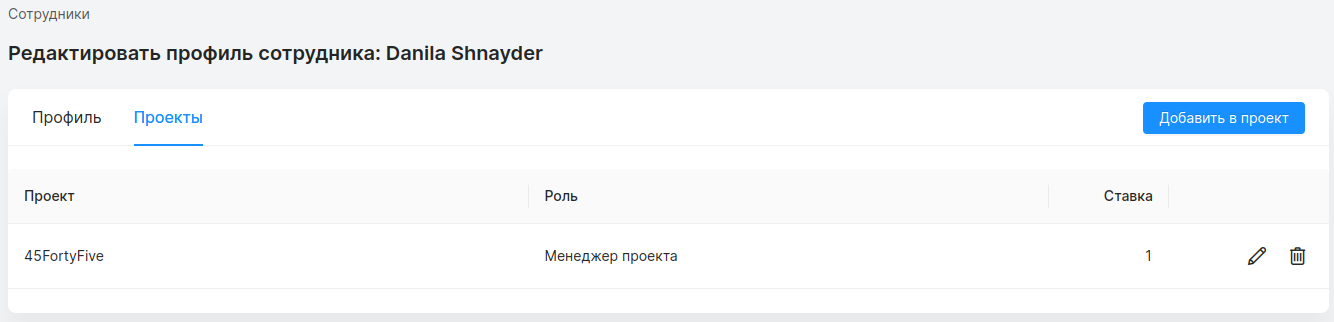 Сотрудники
Редактировать профиль сотрудника: Danila Shnayder
Профиль Проекты Добавить в проект
Проект Роль Ставка
45FortyFive Менеджер проекта 1